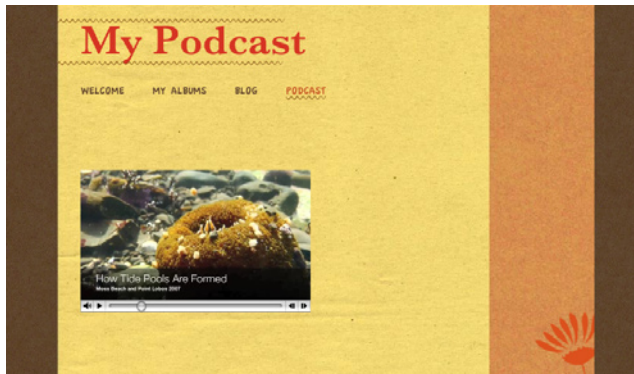 My Podcast
WELCOME MY ALBUMS BLOG PODCAST
How Tide Pools Are Formed
Moss Beach and Point Lobos 2007